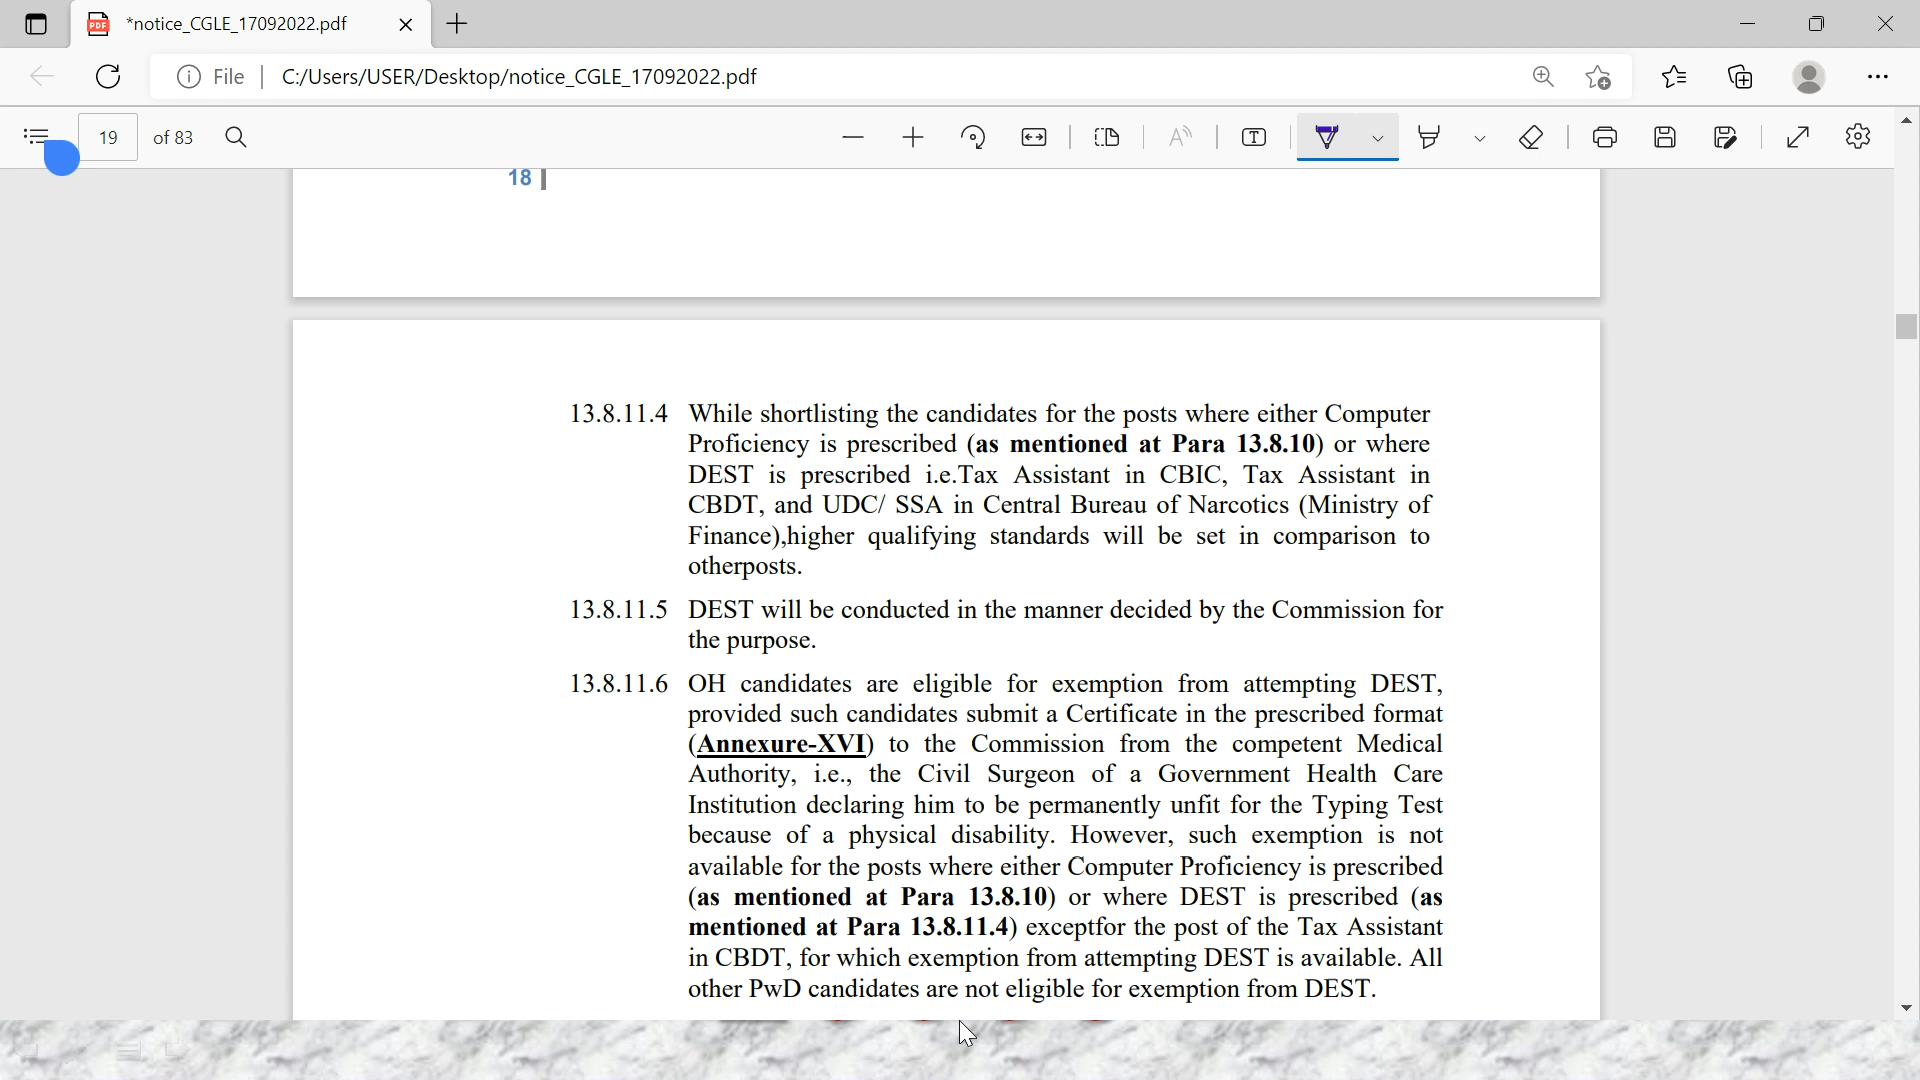 *notice_CGLE_17092022.pdf
File
C:/Users/USER/Desktop/notice_CGLE_17092022.pdf
19 of 83
18
13.8.11.4 While shortlisting the candidates for the posts where either Computer
Proficiency is prescribed (as mentioned at Para 13.8.10) or where
DEST is prescribed i.e.Tax Assistant in CBIC, Tax Assistant in
CBDT, and UDC/ SSA in Central Bureau of Narcotics (Ministry of
Finance),higher qualifying standards will be set in comparison to
otherposts.
13.8.11.5 DEST will be conducted in the manner decided by the Commission for
the purpose.
13.8.11.6 OH candidates are eligible for exemption from attempting DEST,
provided such candidates submit a Certificate in the prescribed format
(Annexure-XVI) to the Commission from the competent Medical
Authority, i.e., the Civil Surgeon of a Government Health Care
Institution declaring him to be permanently unfit for the Typing Test
because of a physical disability. However, such exemption is not
available for the posts where either Computer Proficiency is prescribed
(as mentioned at Para 13.8.10) or where DEST is prescribed (as
mentioned at Para 13.8.11.4) exceptfor the post of the Tax Assistant
in CBDT, for which exemption from attempting DEST is available. All
other PwD candidates are not eligible for exemption from DEST.